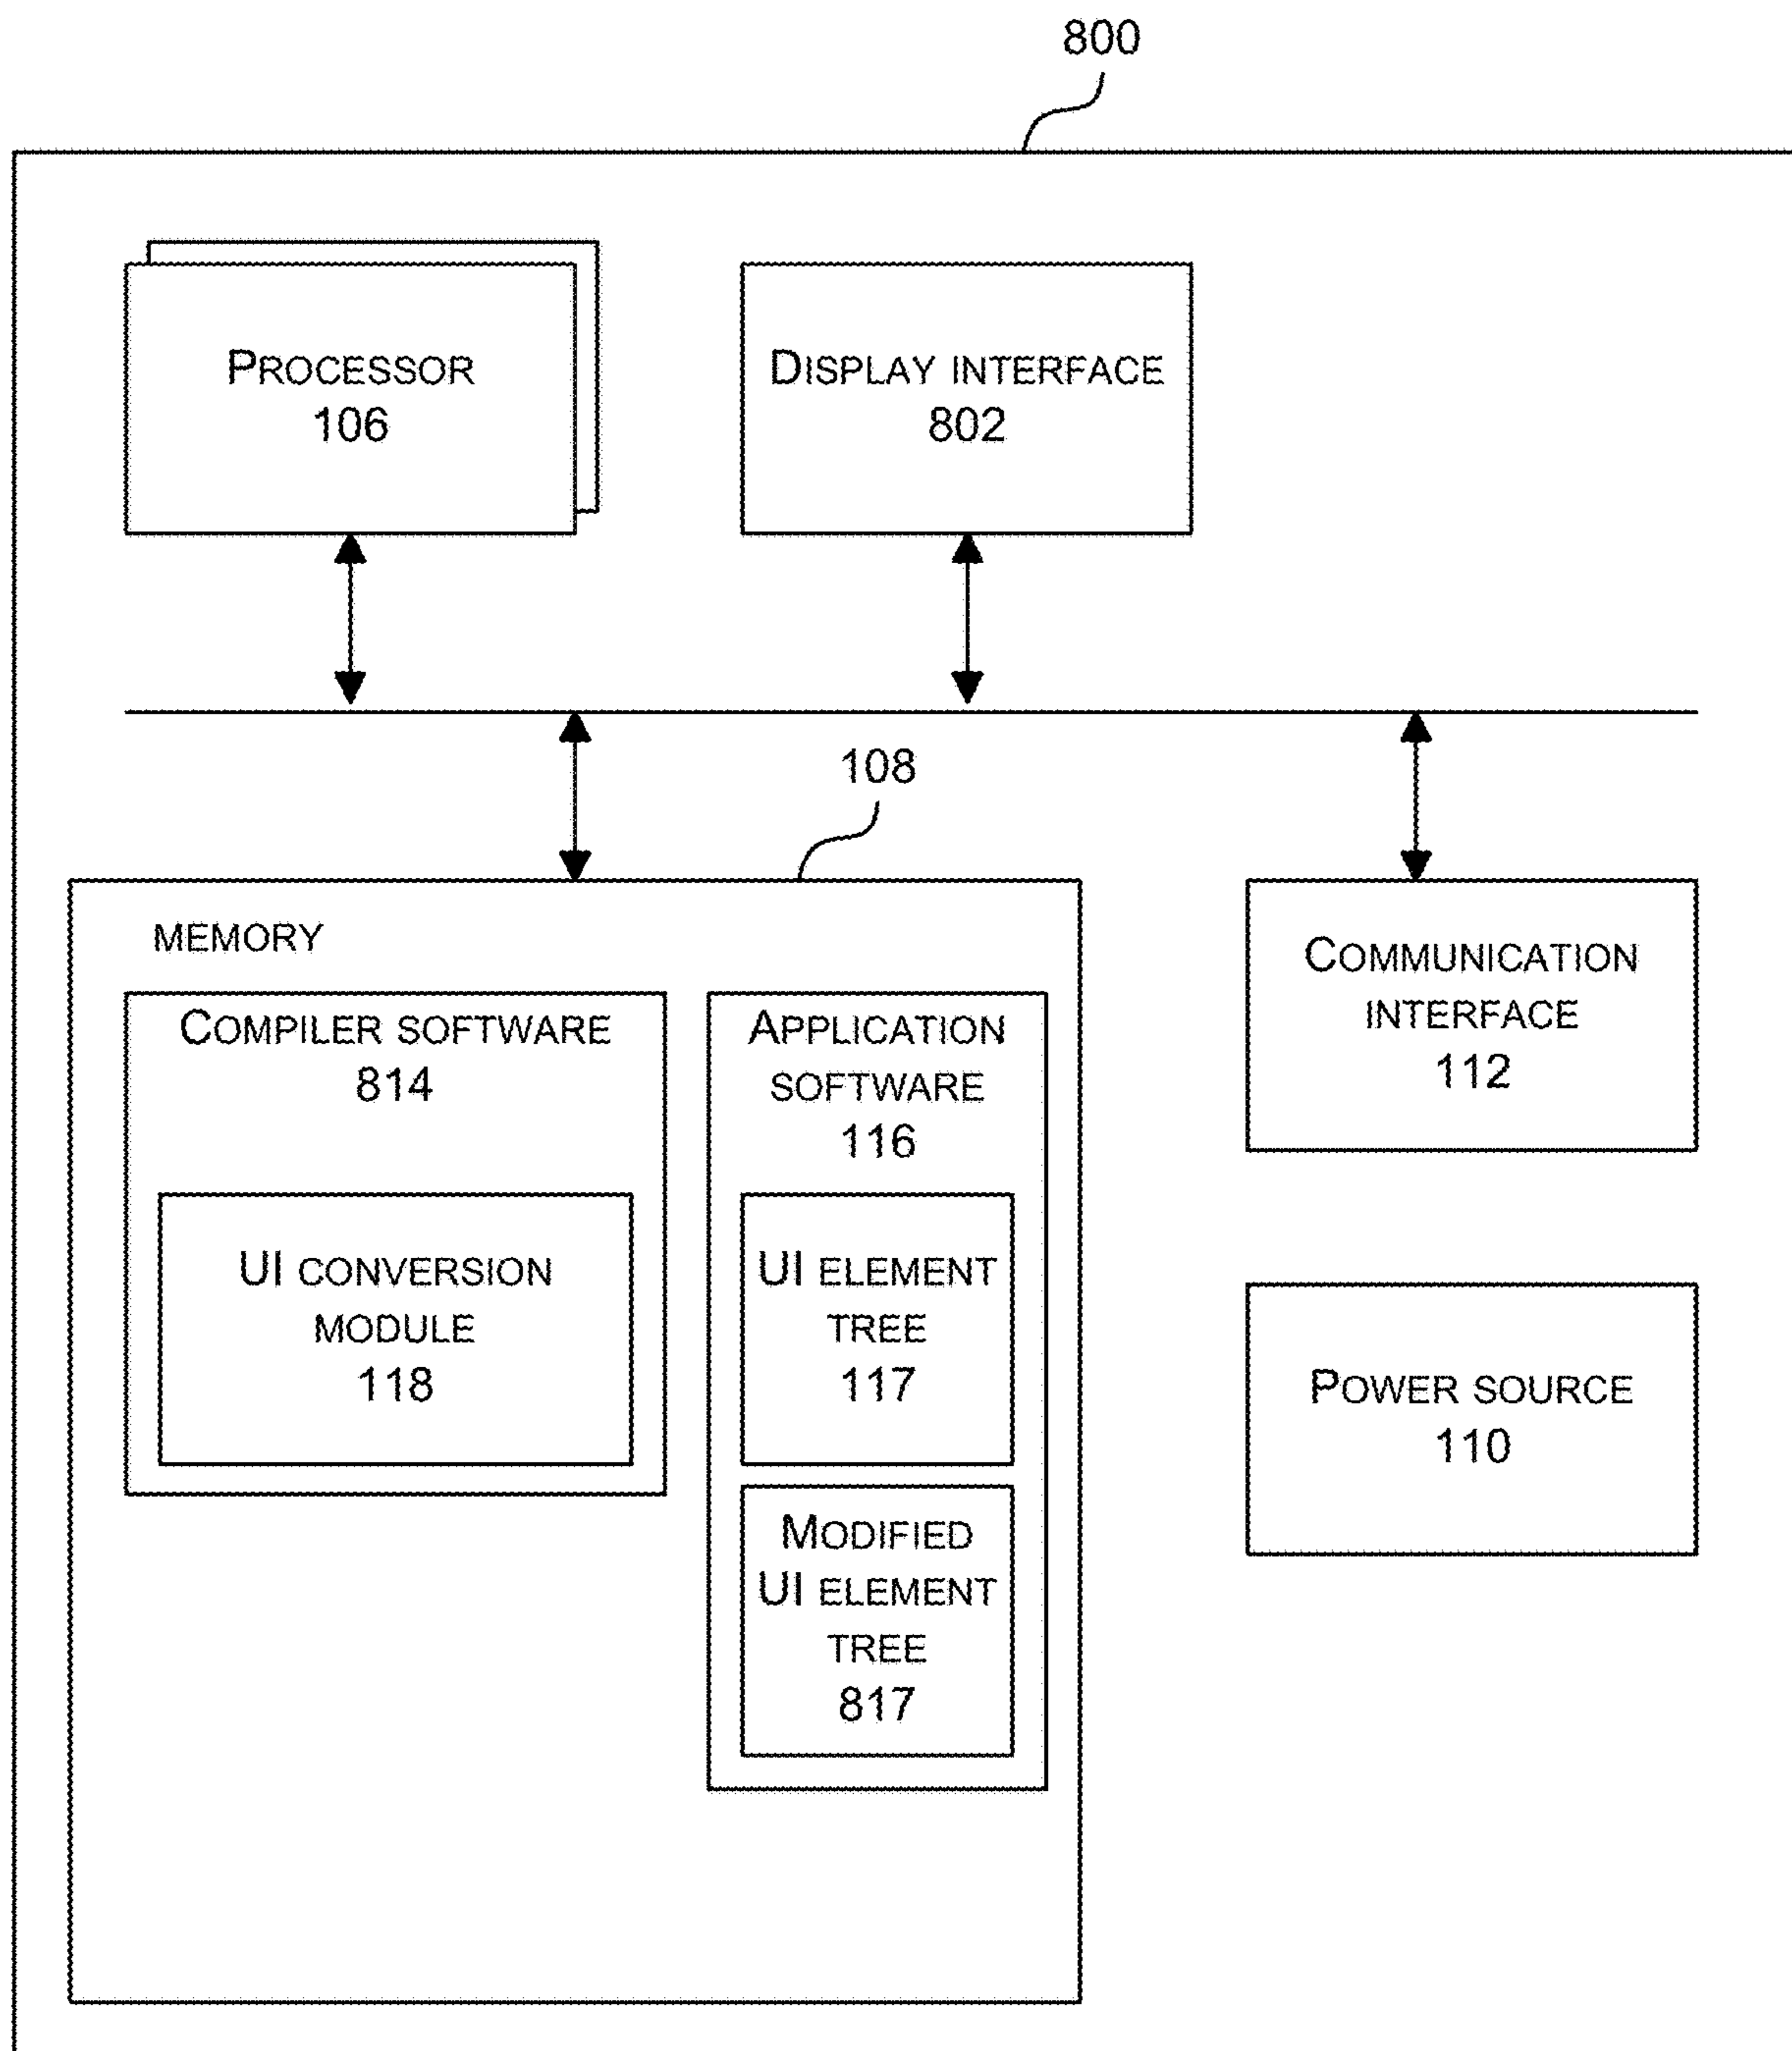 800
PROCESSOR
106
DISPLAY INTERFACE
802
108
MEMORY
COMPILER SOFTWARE
814
UI CONVERSION
MODULE
118
APPLICATION
SOFTWARE
116
UI ELEMENT
TREE
117
MODIFIED
UI ELEMENT
TREE
817
COMMUNICATION
INTERFACE
112
POWER SOURCE
110